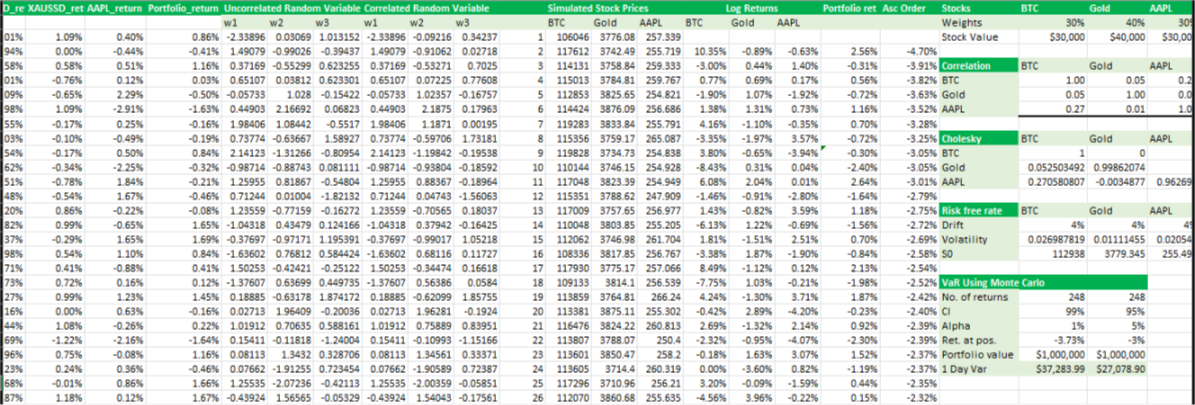 D_re XAUSSD_ret AAPL_return Portfolio_return Uncorrelated Random Variable Correlated Random Variable Simulated Stock Prices Log Returns Portfolio ret Asc Order Stocks BTC Gold AAPL
w1 w2 w3 w1 w2 w3 BTC Gold AAPL BTC Gold AAPL Weights 30% 40% 30%
01% 1.09% 0.40% 0.86% -2.33896 0.03069 1.013152 -2.33896 -0.09216 0.34237 1 106046 3776.08 257.339 Stock Value $30,000 $40,000 $30,00
94% 0.00% -0.44% -0.41% 1.49079 -0.99026 -0.39437 1.49079 -0.91062 0.02718 2 117612 3742.49 255.719 10.35% -0.89% -0.63% 2.56% -4.70%
58% 0.58% 0.51% 1.16% 0.37169 -0.55299 0.623255 0.37169 -0.53271 0.7025 3 114131 3758.84 259.333 -3.00% 0.44% 1.40% -0.31% -3.91% Correlation BTC Gold AAPL
01% -0.76% 0.12% 0.03% 0.65107 0.03812 0.623301 0.65107 0.07225 0.77608 4 115013 3784.81 259.767 0.77% 0.69% 0.17% 0.56% -3.82% BTC 1.00 0.05 0.2
09% -0.65% 2.29% -0.50% -0.05733 1.028 -0.15422 -0.05733 1.02357 -0.16757 5 112853 3825.65 254.821 -1.90% 1.07% -1.92% -0.72% -3.63% Gold 0.05 1.00 0.0
98% 1.09% -2.91% -1.63% 0.44903 2.16692 0.06823 0.44903 2.1875 0.17963 6 114424 3876.09 256.686 1.38% 1.31% 0.73% 1.16% -3.52% AAPL 0.27 0.01 1.0
55% -0.17% 0.25% -0.16% 1.98406 1.08442 -0.5517 1.98406 1.1871 0.00195 7 119283 3833.84 255.791 4.16% -1.10% -0.35% 0.70% -3.28%
03% -0.10% -0.49% -0.19% 0.73774 -0.63667 1.58927 0.73774 -0.59706 1.73181 8 115356 3759.17 265.087 -3.35% -1.97% 3.57% -0.72% -3.25% Cholesky BTC Gold AAPL
54% -0.17% 0.50% 0.84% 2.14123 -1.31266 -0.80954 2.14123 -1.19842 -0.19538 9 119828 3734.73 254.838 3.80% -0.65% -3.94% -0.30% -3.05% BTC 1 0
62% -0.34% -2.25% -0.32% -0.98714 -0.88743 0.081111 -0.98714 -0.93804 -0.18592 10 110144 3746.15 254.928 -8.43% 0.31% 0.04% -2.40% -3.05% Gold 0.052503492 0.99862074
51% -0.78% 1.84% -0.21% 1.25955 0.81867 -0.54804 1.25955 0.88367 -0.18964 11 117048 3823.39 254.949 6.08% 2.04% 0.01% 2.64% -3.01% AAPL 0.270580807 -0.0034877 0.96269
48% -0.54% 1.67% -0.46% 0.71244 0.01004 -1.82132 0.71244 0.04743 -1.56063 12 115351 3788.62 247.909 -1.46% -0.91% -2.80% -1.64% -2.79%
20% 0.86% -0.22% -0.08% 1.23559 -0.77159 -0.16272 1.23559 -0.70565 0.18037 13 117009 3757.65 256.977 1.43% -0.82% 3.59% 1.18% -2.75% Risk free rate BTC Gold AAPL
82% 0.99% -0.65% 1.65% -1.04318 0.43479 0.124166 -1.04318 0.37942 -0.16425 14 110048 3803.85 255.205 -6.13% 1.22% -0.69% -1.56% -2.72% Drift 4% 4% 4%
37% -0.29% 1.65% 1.69% -0.37697 -0.97171 1.195391 -0.37697 -0.99017 1.05218 15 112062 3746.98 261.704 1.81% -1.51% 2.51% 0.70% -2.69% Volatility 0.026987819 0.01111455 0.02054
98% 0.54% 1.10% 0.84% -1.63602 0.76812 0.584424 -1.63602 0.68116 0.11727 16 108336 3817.85 256.767 -3.38% 1.87% -1.90% -0.84% -2.58% S0 112938 3779.345 255.49
71% 0.41% -0.88% 0.41% 1.50253 -0.42421 -0.25122 1.50253 -0.34474 0.16618 17 117930 3775.17 257.066 8.49% -1.12% 0.12% 2.13% -2.54%
73% 0.72% 0.16% 0.12% -1.37607 0.63699 0.449735 -1.37607 0.56386 0.0584 18 109133 3814.1 256.539 -7.75% 1.03% -0.21% -1.98% -2.52% VaR Using Monte Carlo
27% 0.99% 1.23% 1.45% 0.18885 -0.63178 1.874172 0.18885 -0.62099 1.85755 19 113859 3764.81 266.24 4.24% -1.30% 3.71% 1.87% -2.42% No. of returns 248 248
16% 0.00% 0.63% -0.16% 0.02713 1.96409 -0.20036 0.02713 1.96281 -0.1924 20 113381 3875.11 255.302 -0.42% 2.89% -4.20% -0.23% -2.40% CI 99% 95%
44% 1.08% -0.26% 0.22% 1.01912 0.70635 0.588161 1.01912 0.75889 0.83951 21 116476 3824.22 260.813 2.69% -1.32% 2.14% 0.92% -2.39% Alpha 1% 5%
69% -1.22% -2.16% -1.64% 0.15411 -0.11818 -1.24004 0.15411 -0.10993 -1.15166 22 113807 3788.07 250.4 -2.32% -0.95% -4.07% -2.30% -2.39% Ret. at pos. -3.73% -3%
96% 0.75% -0.08% 1.16% 0.08113 1.3432 0.328706 0.08113 1.34561 0.33371 23 113601 3850.47 258.2 -0.18% 1.63% 3.07% 1.52% -2.37% Portfolio value $1,000,000 $1,000,000
23% 0.24% 0.36% -0.46% 0.07662 -1.91255 0.723454 0.07662 -1.90589 0.72387 24 113605 3714.4 260.319 0.00% -3.60% 0.82% -1.19% -2.37% 1 Day Var $37,283.99 $27,078.90
68% -0.01% 0.86% 1.66% 1.25535 -2.07236 -0.42113 1.25535 -2.00359 -0.05851 25 117296 3710.96 256.21 3.20% -0.09% -1.59% 0.44% -2.35%
87% 1.18% 0.12% 1.67% -0.43924 1.56565 -0.05329 -0.43924 1.54043 -0.17561 26 112070 3860.68 255.635 -4.56% 3.96% -0.22% 0.15% -2.32%